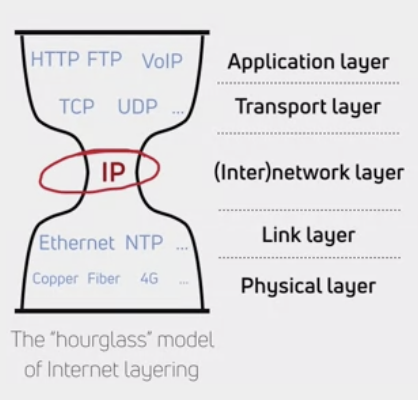 HTTP FTP VoIP Application layer
TCP UDP ... Transport layer
IP (Inter)network layer
Ethernet NTP ... Link layer
Copper Fiber 4G ... Physical layer
The "hourglass" model
of Internet layering